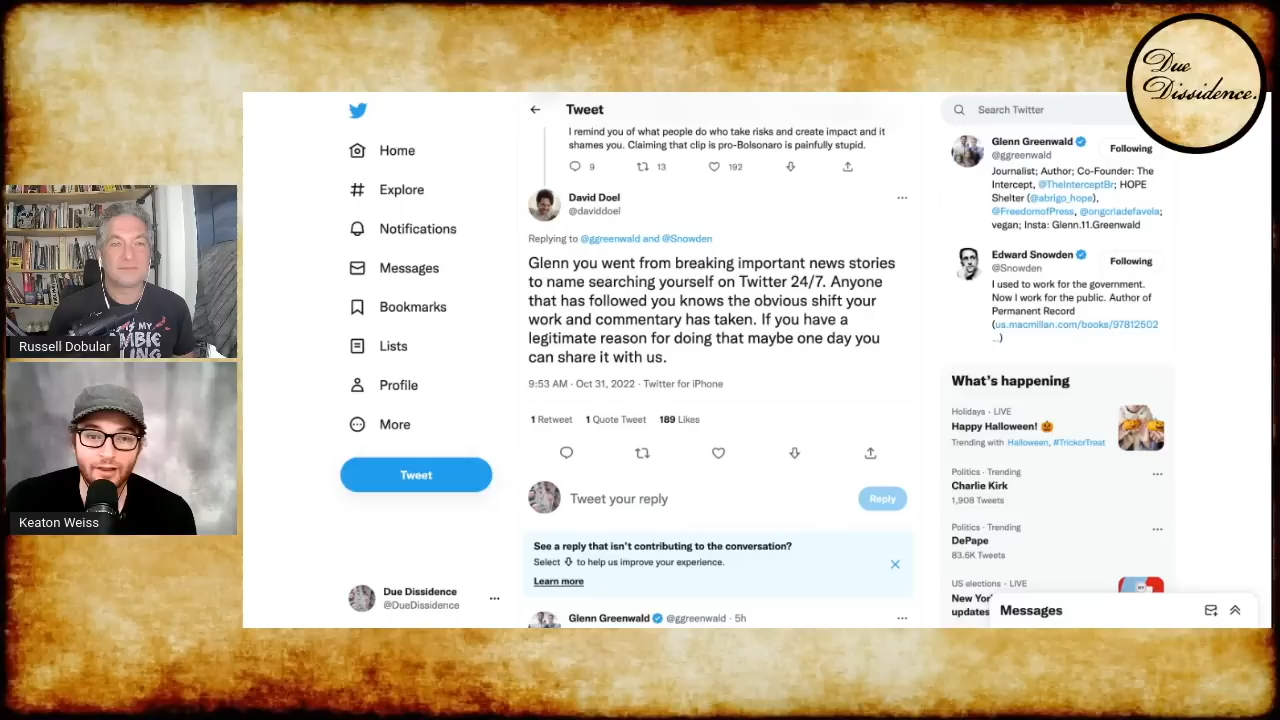 Due
Dissidence.
Russell Dobular
Keaton Weiss
Home
Explore
Notifications
Messages
Bookmarks
Lists
Profile
More
Tweet
Due Dissidence
@DueDissidence
Tweet
I remind you of what people do who take risks and create impact and it
shames you. Claiming that clip is pro-Bolsonaro is painfully stupid.
9 13 192
David Doel
@daviddoel
Replying to @ggreenwald and @Snowden
Glenn you went from breaking important news stories
to name searching yourself on Twitter 24/7. Anyone
that has followed you knows the obvious shift your
work and commentary has taken. If you have a
legitimate reason for doing that maybe one day you
can share it with us.
9:53 AM · Oct 31, 2022 · Twitter for iPhone
1 Retweet 1 Quote Tweet 189 Likes
Tweet your reply
Reply
See a reply that isn't contributing to the conversation?
Select to help us improve your experience.
Learn more
Glenn Greenwald @ggreenwald · 5h
Search Twitter
Glenn Greenwald
@ggreenwald
Following
Journalist; Author; Co-Founder: The
Intercept, @TheInterceptBr; HOPE
Shelter (@abrigo_hope),
@FreedomofPress, @ongcriadefavela;
vegan; Insta: Glenn.11.Greenwald
Edward Snowden
@Snowden
Following
I used to work for the government.
Now I work for the public. Author of
Permanent Record
(us.macmillan.com/books/97812502
...)
What's happening
Holidays · LIVE
Happy Halloween!
Trending with Halloween, #TrickorTreat
Politics · Trending
Charlie Kirk
1,908 Tweets
Politics · Trending
DePape
83.6K Tweets
US elections · LIVE
New Yor
updates
Messages